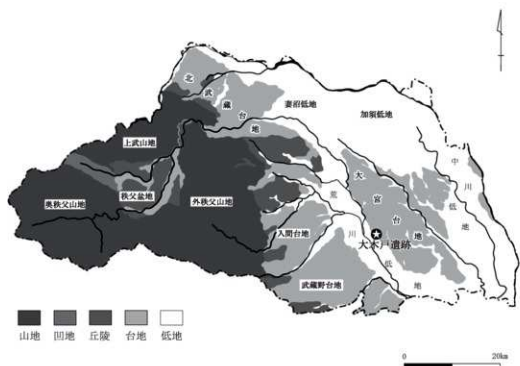 北武蔵台地
妻沼低地
加須低地
上武山地
中川低地
秩父盆地
大宮台地
奥秩父山地
外秩父山地
荒川低地
入間台地
大木戸遺跡
武蔵野台地
山地 凹地 丘陵 台地 低地
0 20km